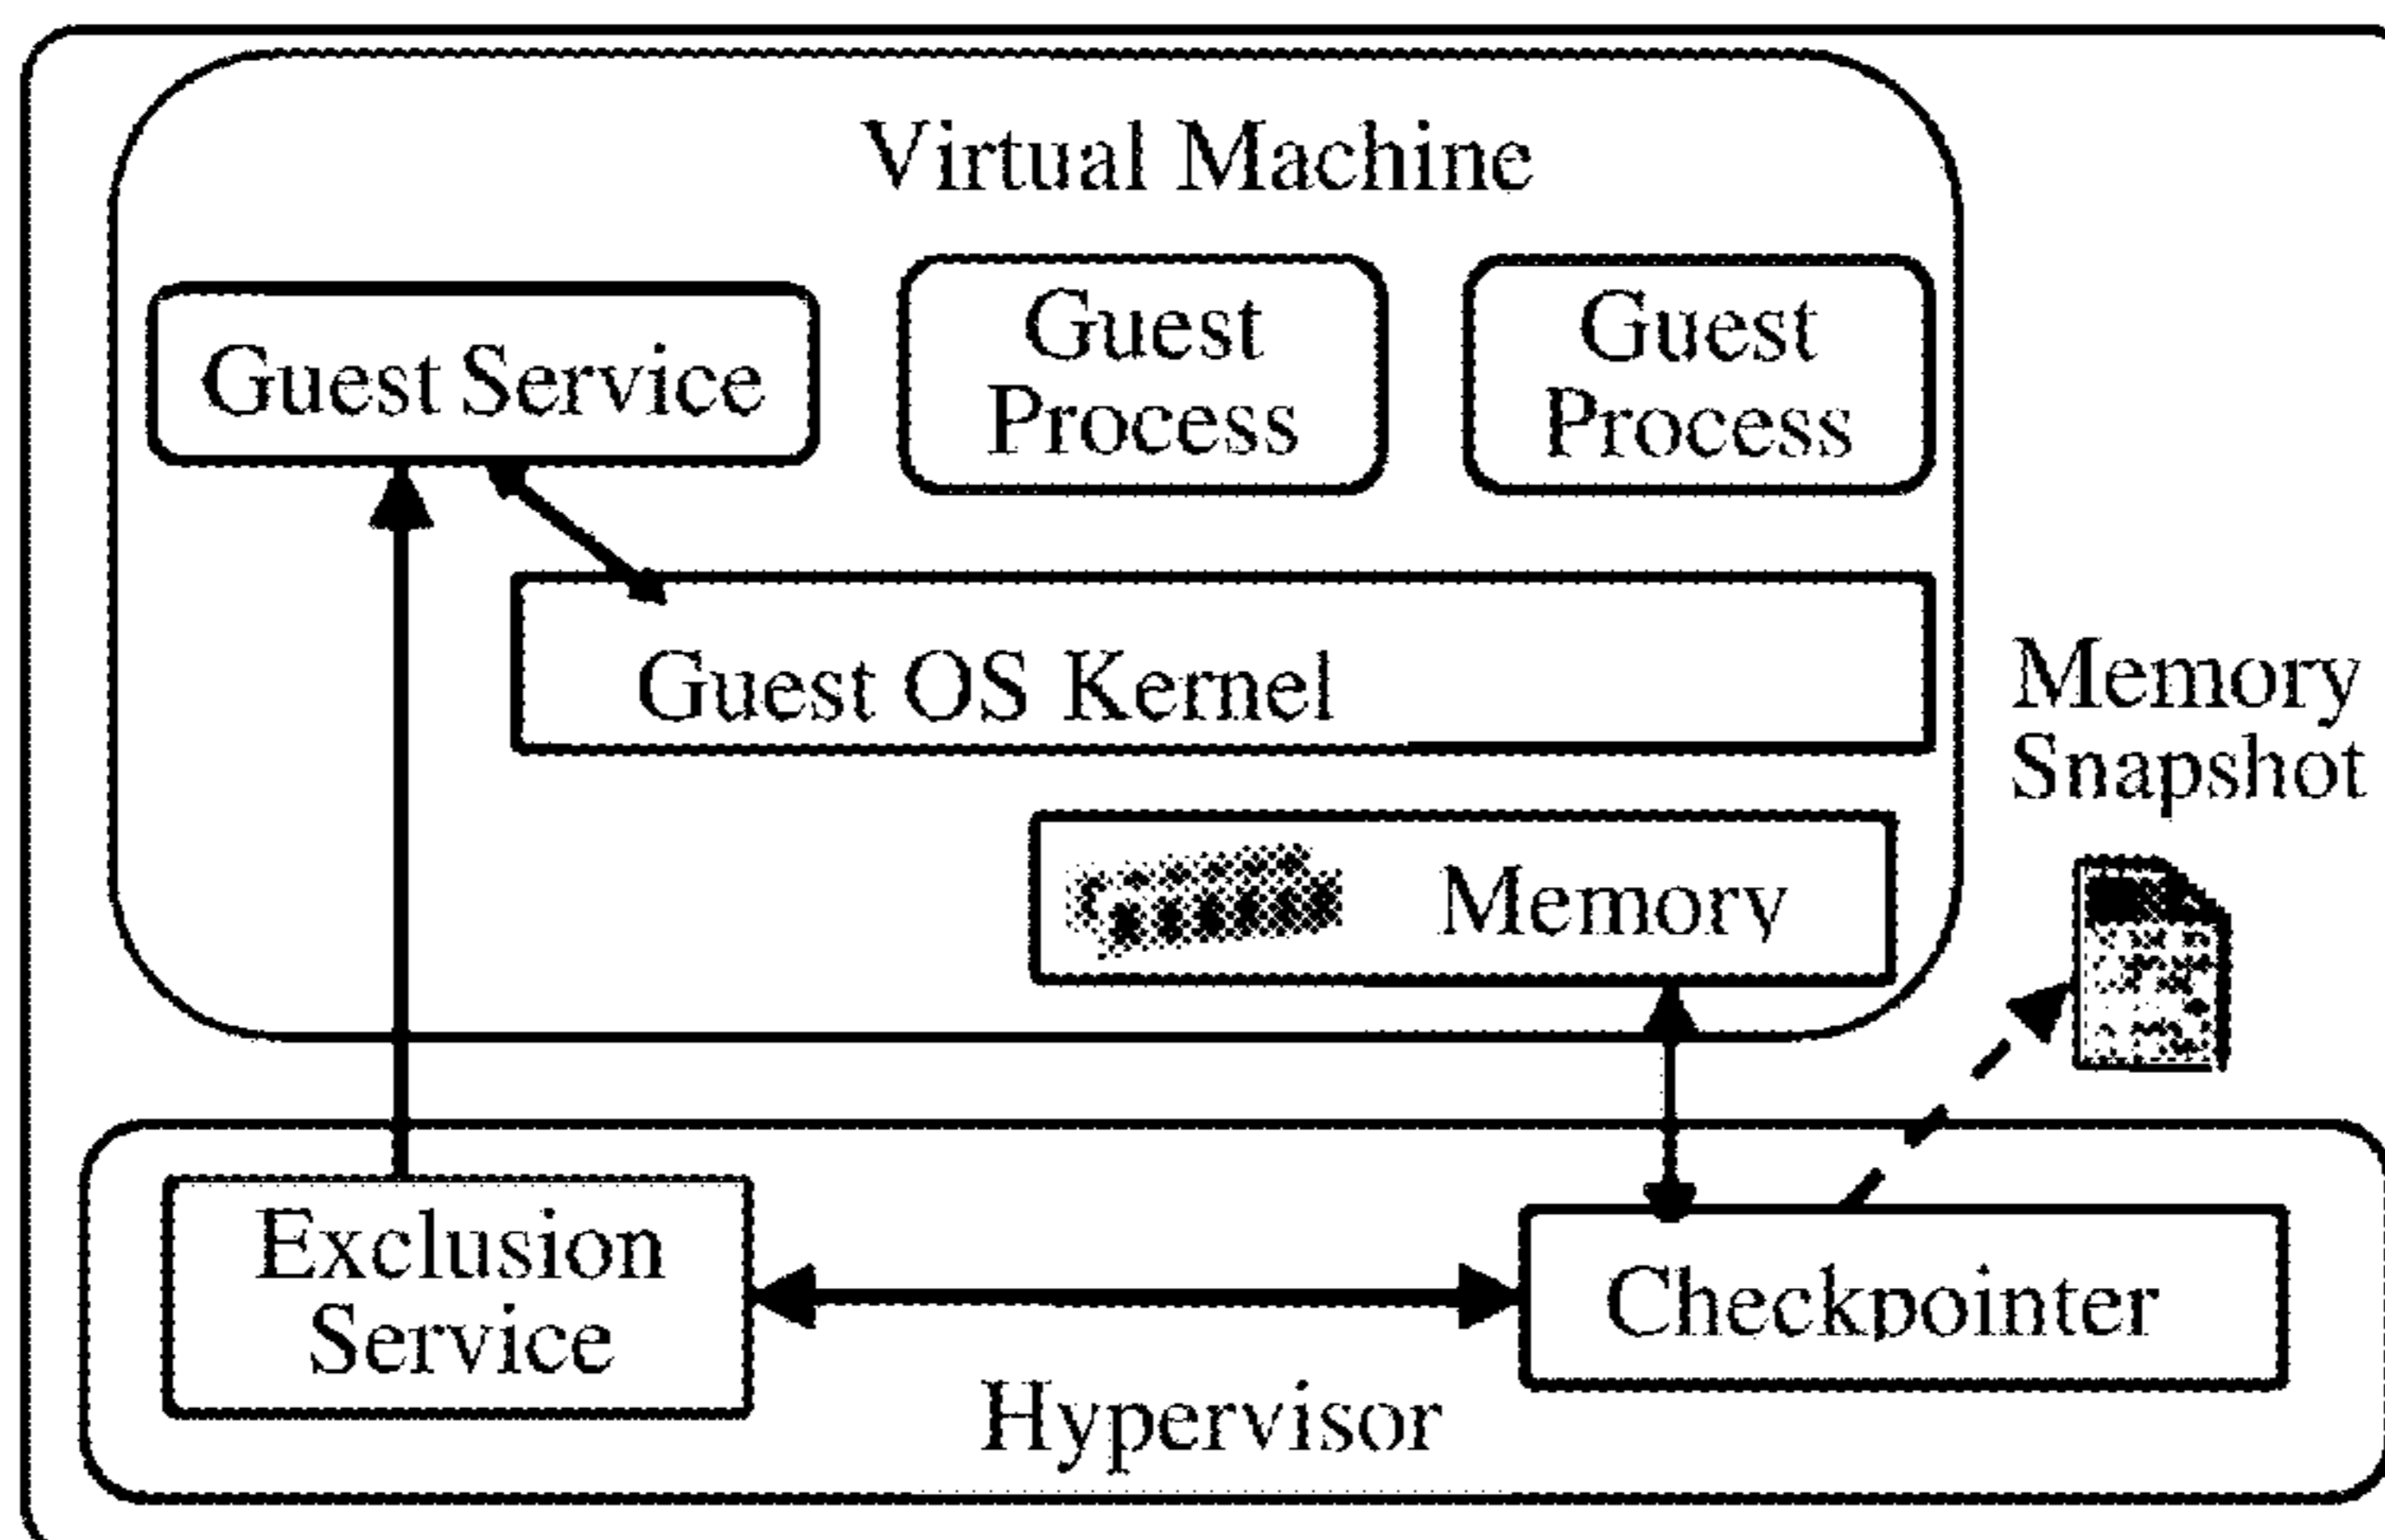 Virtual Machine
Guest Service
Guest
Process
Guest
Process
Guest OS Kernel
Memory
Memory
Snapshot
Exclusion
Service
Checkpointer
Hypervisor